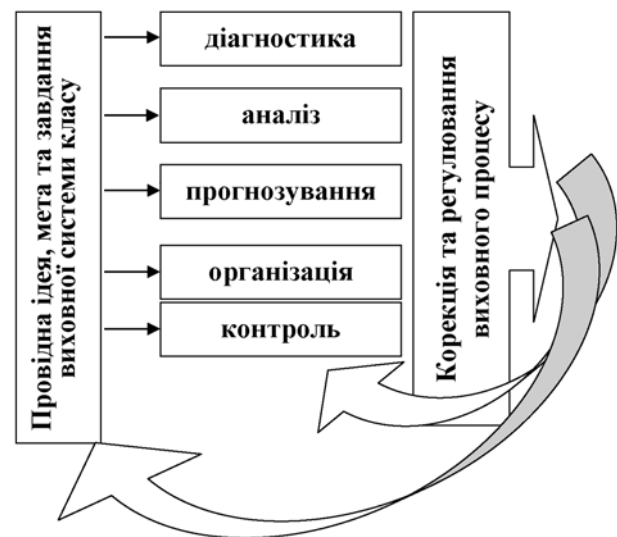 Провідна ідея, мета та завдання
виховної системи класу
діагностика
аналіз
прогнозування
організація
контроль
Корекція та регулювання
виховного процесу